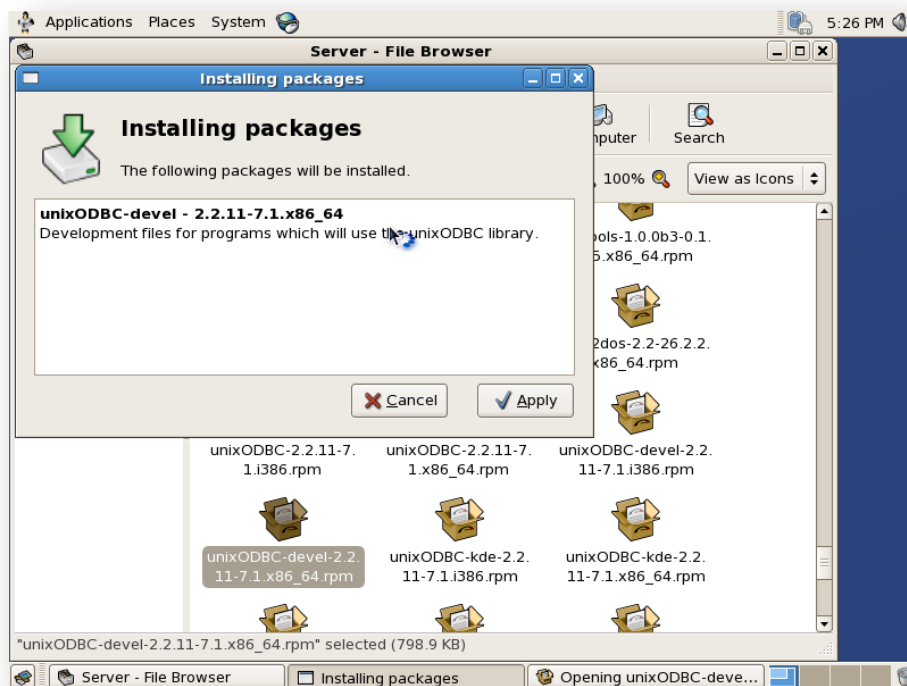 Applications Places System 5:26 PM
Server - File Browser
Installing packages
Installing packages
The following packages will be installed.
unixODBC-devel - 2.2.11-7.1.x86_64
Development files for programs which will use the unixODBC library.
Cancel Apply
Search
100% View as Icons
ols-1.0.0b3-0.1.
.x86_64.rpm
2dos-2.2-26.2.2.
x86_64.rpm
unixODBC-2.2.11-7.
1.i386.rpm
unixODBC-2.2.11-7.
1.x86_64.rpm
unixODBC-devel-2.2.
11-7.1.i386.rpm
unixODBC-devel-2.2.
11-7.1.x86_64.rpm
unixODBC-kde-2.2.
11-7.1.i386.rpm
unixODBC-kde-2.2.
11-7.1.x86_64.rpm
"unixODBC-devel-2.2.11-7.1.x86_64.rpm" selected (798.9 KB)
Server - File Browser Installing packages Opening unixODBC-deve...